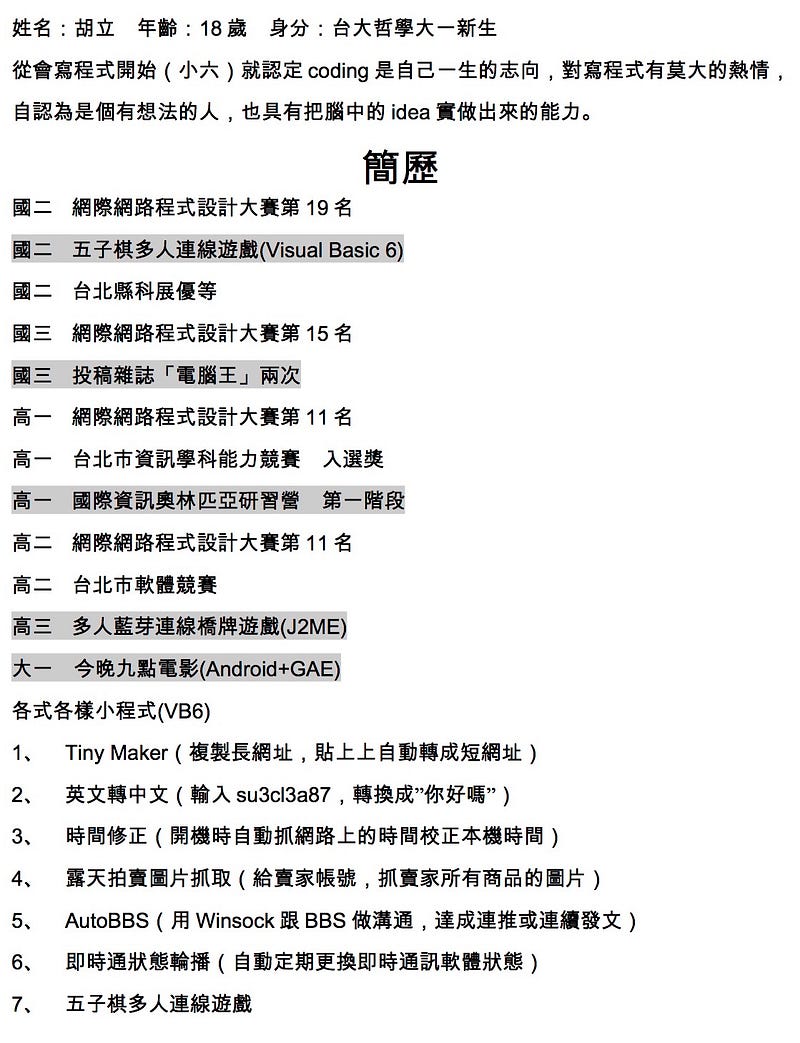 姓名：胡立　年齡：18 歲　身分：台大哲學大一新生
從會寫程式開始（小六）就認定 coding 是自己一生的志向，對寫程式有莫大的熱情，
自認為是個有想法的人，也具有把腦中的 idea 實做出來的能力。
簡歷
國二　網際網路程式設計大賽第 19 名
國二　五子棋多人連線遊戲(Visual Basic 6)
國二　台北縣科展優等
國三　網際網路程式設計大賽第 15 名
國三　投稿雜誌「電腦王」兩次
高一　網際網路程式設計大賽第 11 名
高一　台北市資訊學科能力競賽　入選獎
高一　國際資訊奧林匹亞研習營　第一階段
高二　網際網路程式設計大賽第 11 名
高二　台北市軟體競賽
高三　多人藍芽連線橋牌遊戲(J2ME)
大一　今晚九點電影(Android+GAE)
各式各樣小程式(VB6)
1、　Tiny Maker（複製長網址，貼上上自動轉成短網址）
2、　英文轉中文（輸入 su3cl3a87，轉換成”你好嗎”）
3、　時間修正（開機時自動抓網路上的時間校正本機時間）
4、　露天拍賣圖片抓取（給賣家帳號，抓賣家所有商品的圖片）
5、　AutoBBS（用 Winsock 跟 BBS 做溝通，達成連推或連續發文）
6、　即時通狀態輪播（自動定期更換即時通訊軟體狀態）
7、　五子棋多人連線遊戲